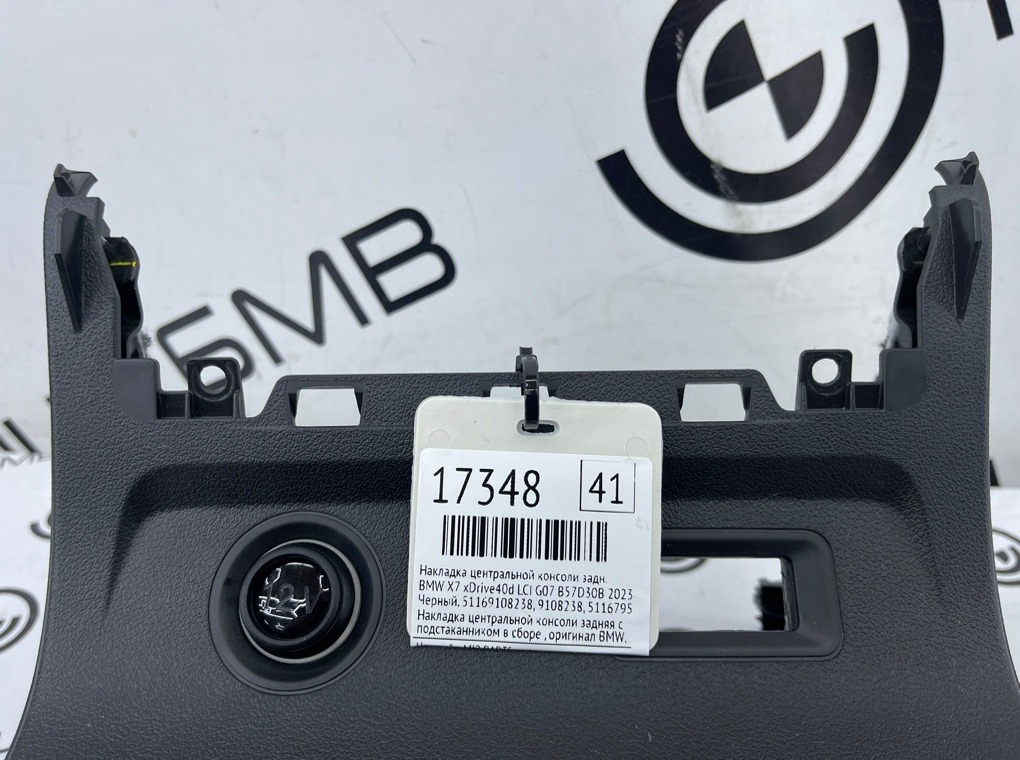 БМВ
17348 41
Накладка центральной консоли задн.
BMW X7 xDrive40d LCI G07 B57D30B 2023
Черный, 51169108238, 9108238, 5116795
Накладка центральной консоли задняя с
подстаканником в сборе , оригинал BMW.
12V